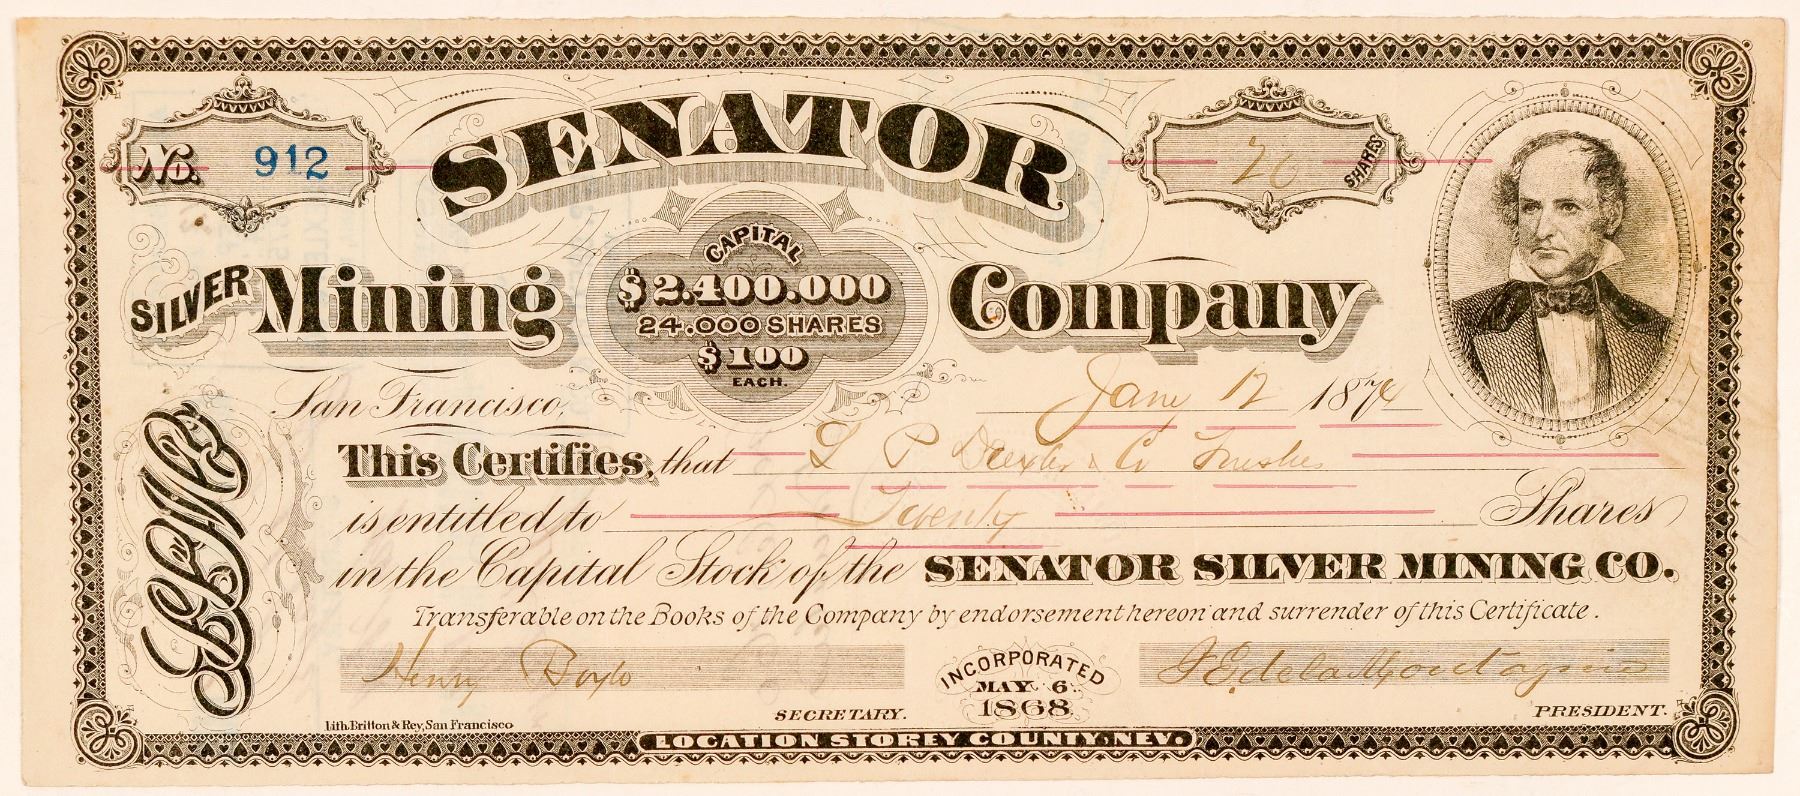 No. 912
SENATOR
20 SHARES
SILVER Mining Company
CAPITAL
$2.400.000
24.000 SHARES
$100
EACH.
San Francisco, Jany 12 1874
This Certifies, that L P Drexler & Co Trustees
is entitled to Twenty Shares
in the Capital Stock of the SENATOR SILVER MINING CO.
Transferable on the Books of the Company by endorsement hereon and surrender of this Certificate.
Henry Boyle
SECRETARY.
INCORPORATED
MAY 6.
1868
J E de la Montagnie
PRESIDENT.
Lith. Britton & Rey, San Francisco
LOCATION STOREY COUNTY, NEV.